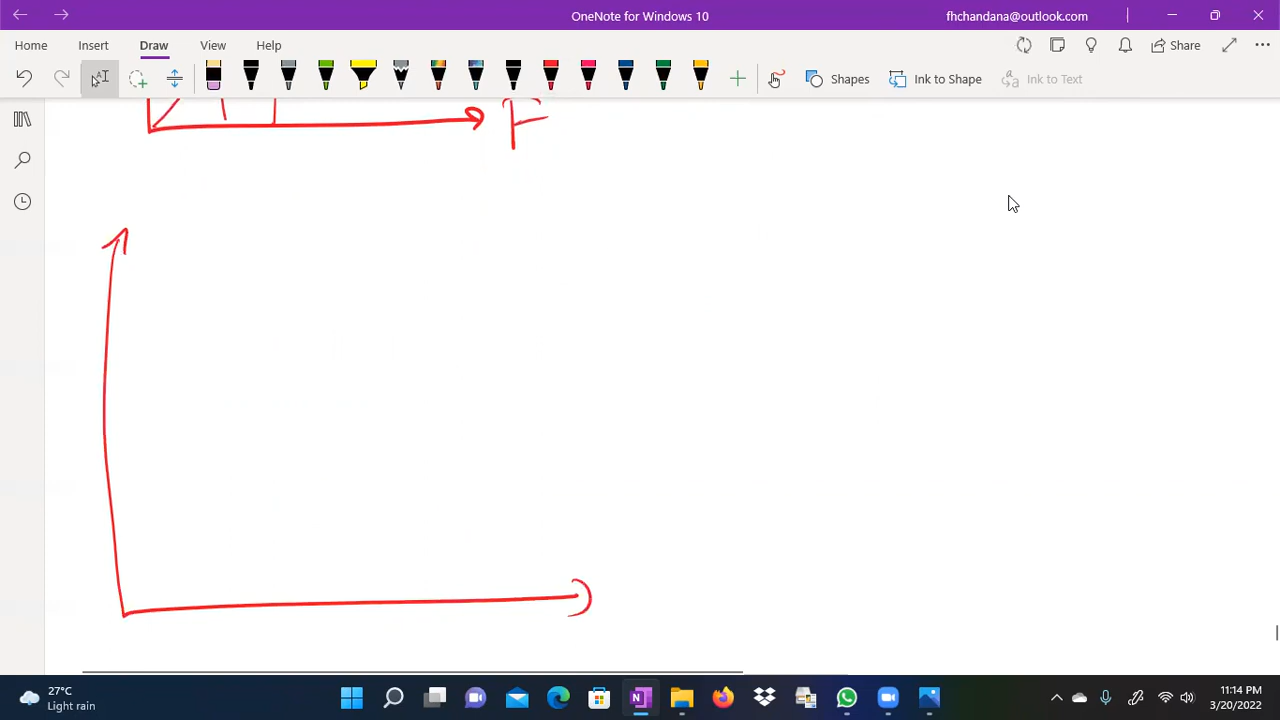 OneNote for Windows 10
fhchandana@outlook.com
Home
Insert
Draw
View
Help
Share
Shapes
Ink to Shape
Ink to Text
F
27°C
Light rain
11:14 PM
3/20/2022